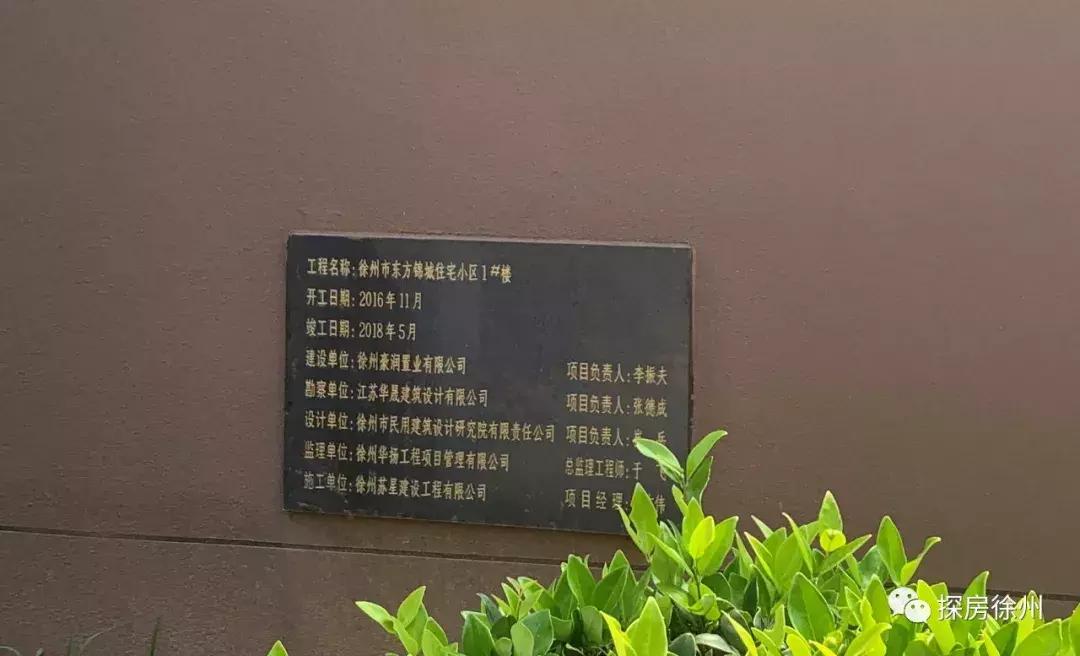 工程名称：徐州市东方锦城住宅小区1#楼
开工日期：2016年11月
竣工日期：2018年5月
建设单位：徐州豪润置业有限公司 项目负责人：李振夫
勘察单位：江苏华晟建筑设计有限公司 项目负责人：张德成
设计单位：徐州市民用建筑设计研究院有限责任公司 项目负责人： 岳
监理单位：徐州华扬工程项目管理有限公司 总监理工程师：于
施工单位：徐州苏星建设工程有限公司 项目经理 伟
探房徐州